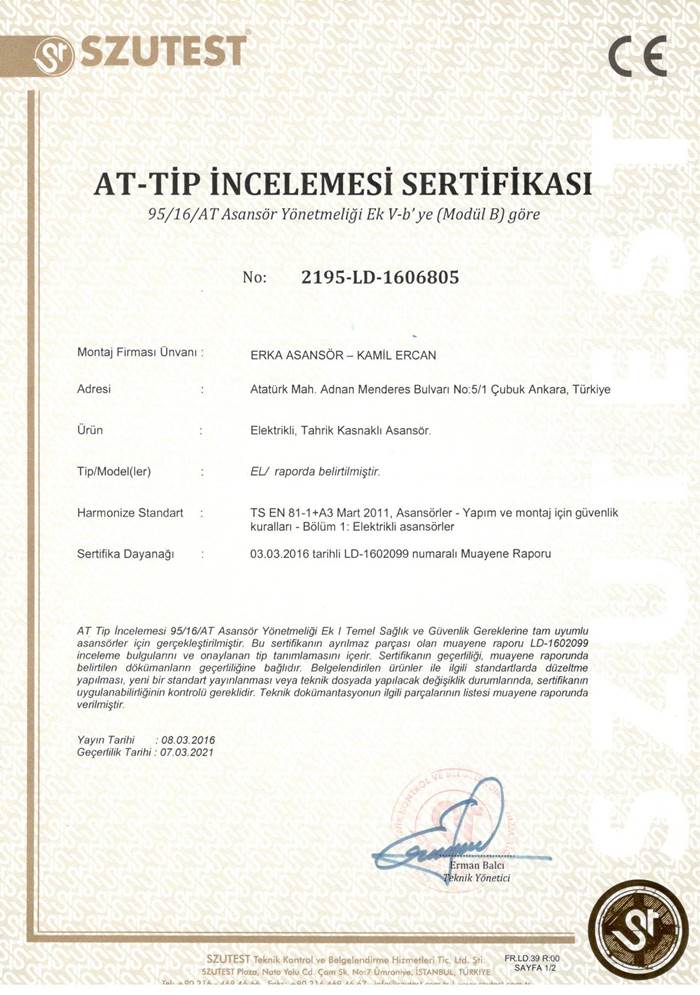 SZUTEST
CE
AT-TİP İNCELEMESİ SERTİFİKASI
95/16/AT Asansör Yönetmeliği Ek V-b' ye (Modül B) göre
No: 2195-LD-1606805
Montaj Firması Ünvanı : ERKA ASANSÖR – KAMİL ERCAN
Adresi : Atatürk Mah. Adnan Menderes Bulvarı No:5/1 Çubuk Ankara, Türkiye
Ürün : Elektrikli, Tahrik Kasnaklı Asansör.
Tip/Model(ler) : EL/ raporda belirtilmiştir.
Harmonize Standart : TS EN 81-1+A3 Mart 2011, Asansörler - Yapım ve montaj için güvenlik
kuralları - Bölüm 1: Elektrikli asansörler
Sertifika Dayanağı : 03.03.2016 tarihli LD-1602099 numaralı Muayene Raporu
AT Tip İncelemesi 95/16/AT Asansör Yönetmeliği Ek I Temel Sağlık ve Güvenlik Gereklerine tam uyumlu
asansörler için gerçekleştirilmiştir. Bu sertifikanın ayrılmaz parçası olan muayene raporu LD-1602099
inceleme bulgularını ve onaylanan tip tanımlamasını içerir. Sertifikanın geçerliliği, muayene raporunda
belirtilen dökümanların geçerliliğine bağlıdır. Belgelendirilen ürünler ile ilgili standartlarda düzeltme
yapılması, yeni bir standart yayınlanması veya teknik dosyada yapılacak değişiklik durumlarında, sertifikanın
uygulanabilirliğinin kontrolü gereklidir. Teknik dokümantasyonun ilgili parçalarının listesi muayene raporunda
verilmiştir.
Yayın Tarihi : 08.03.2016
Geçerlilik Tarihi : 07.03.2021
Erman Balcı
Teknik Yönetici
SZUTEST
SZUTEST Teknik Kontrol ve Belgelendirme Hizmetleri Tic. Ltd. Şti.
SZUTEST Plaza, Nato Yolu Cd. Çam Sk. No:7 Ümraniye, İSTANBUL, TÜRKİYE
FR.LD.39 R:00
SAYFA 1/2